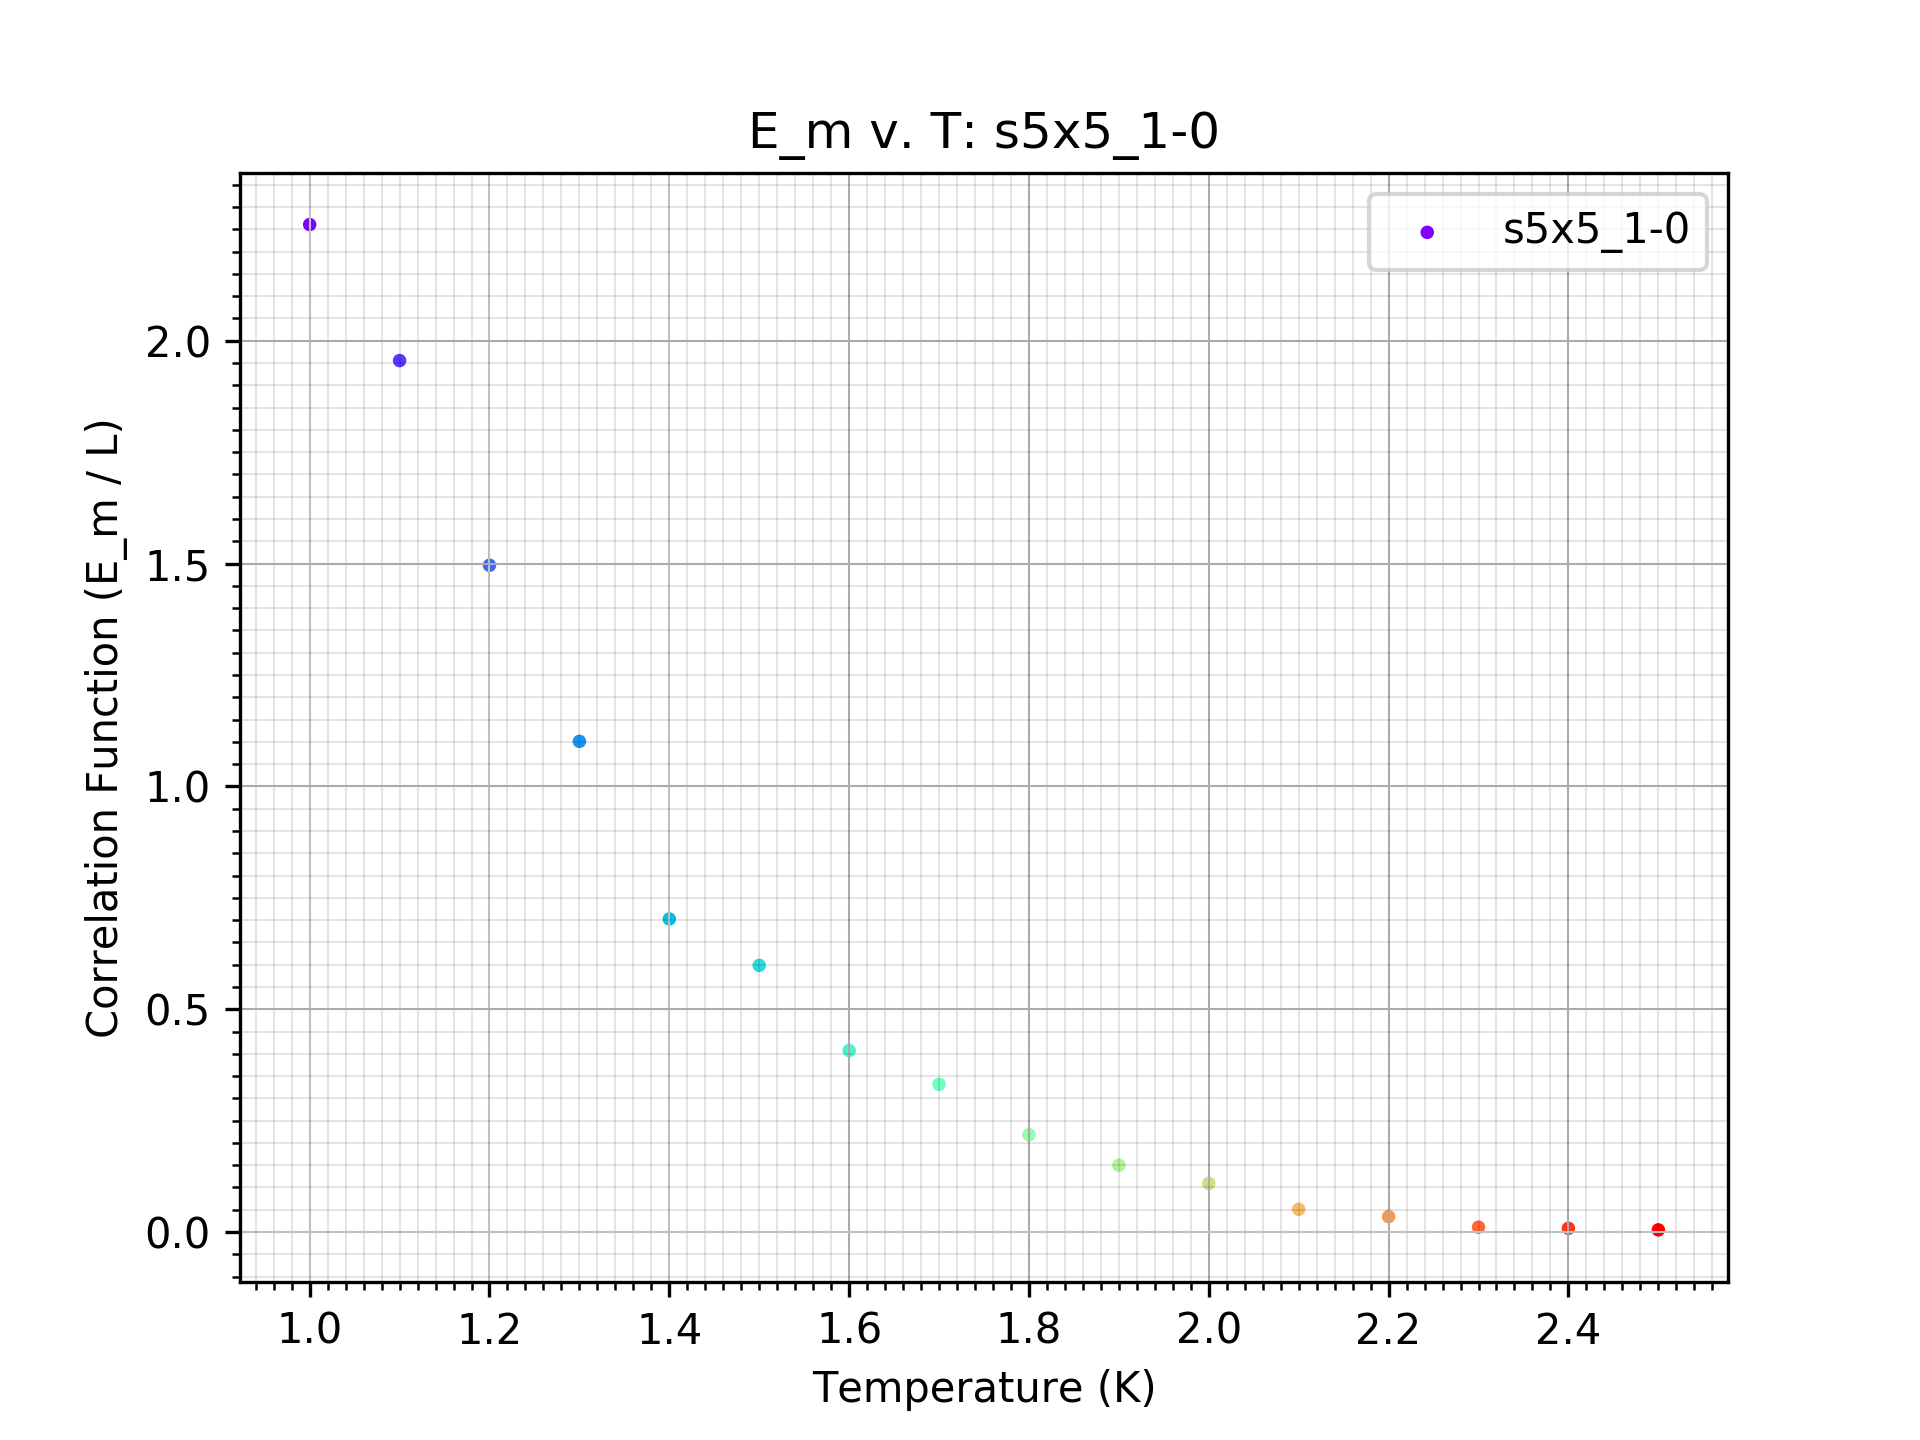 E_m v. T: s5x5_1-0
s5x5_1-0
Correlation Function (E_m / L)
2.0
1.5
1.0
0.5
0.0
1.0 1.2 1.4 1.6 1.8 2.0 2.2 2.4
Temperature (K)